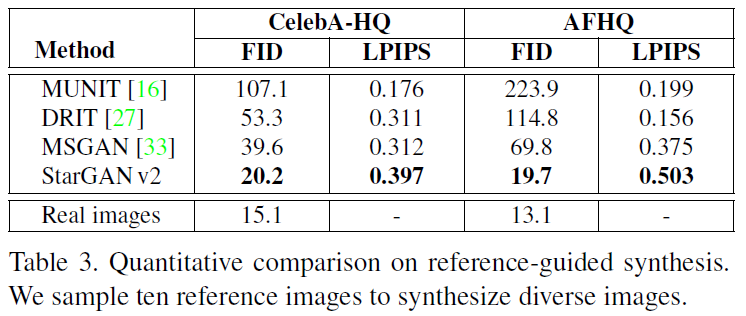 CelebA-HQ AFHQ
Method FID LPIPS FID LPIPS
MUNIT [16] 107.1 0.176 223.9 0.199
DRIT [27] 53.3 0.311 114.8 0.156
MSGAN [33] 39.6 0.312 69.8 0.375
StarGAN v2 20.2 0.397 19.7 0.503
Real images 15.1 - 13.1 -
Table 3. Quantitative comparison on reference-guided synthesis.
We sample ten reference images to synthesize diverse images.